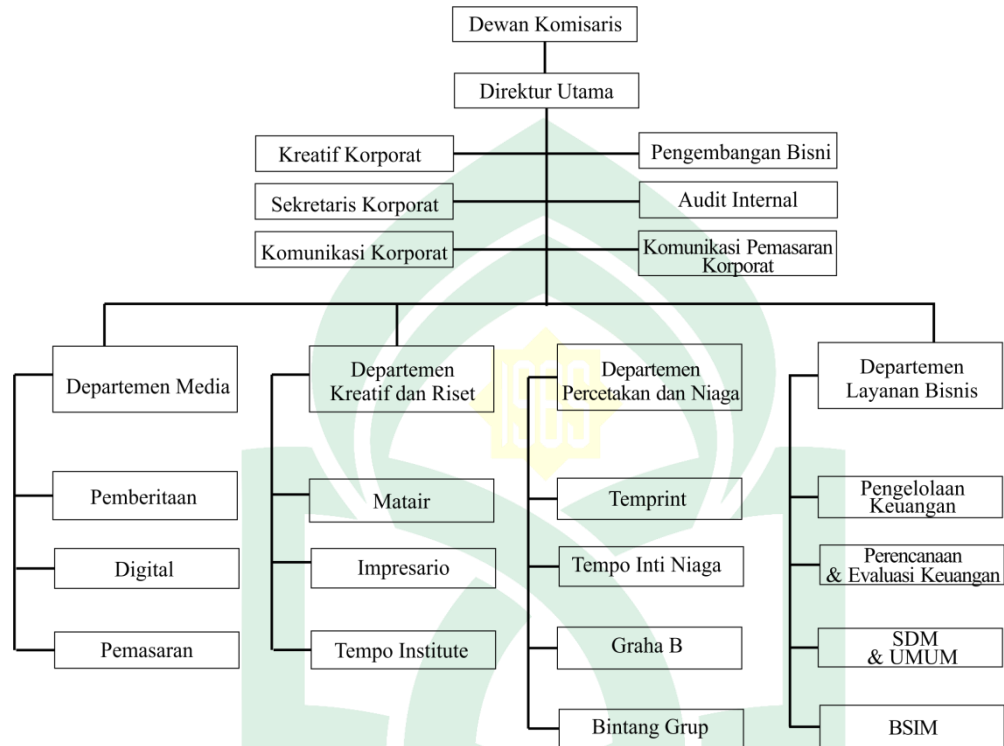 Dewan Komisaris
Direktur Utama
Kreatif Korporat
Pengembangan Bisni
Sekretaris Korporat
Audit Internal
Komunikasi Korporat
Komunikasi Pemasaran
Korporat
Departemen Media
Departemen
Kreatif dan Riset
Departemen
Percetakan dan Niaga
Departemen
Layanan Bisnis
1965
Pemberitaan
Matair
Temprint
Pengelolaan
Keuangan
Digital
Impresario
Tempo Inti Niaga
Perencanaan
& Evaluasi Keuangan
Pemasaran
Tempo Institute
Graha B
SDM
& UMUM
Bintang Grup
BSIM